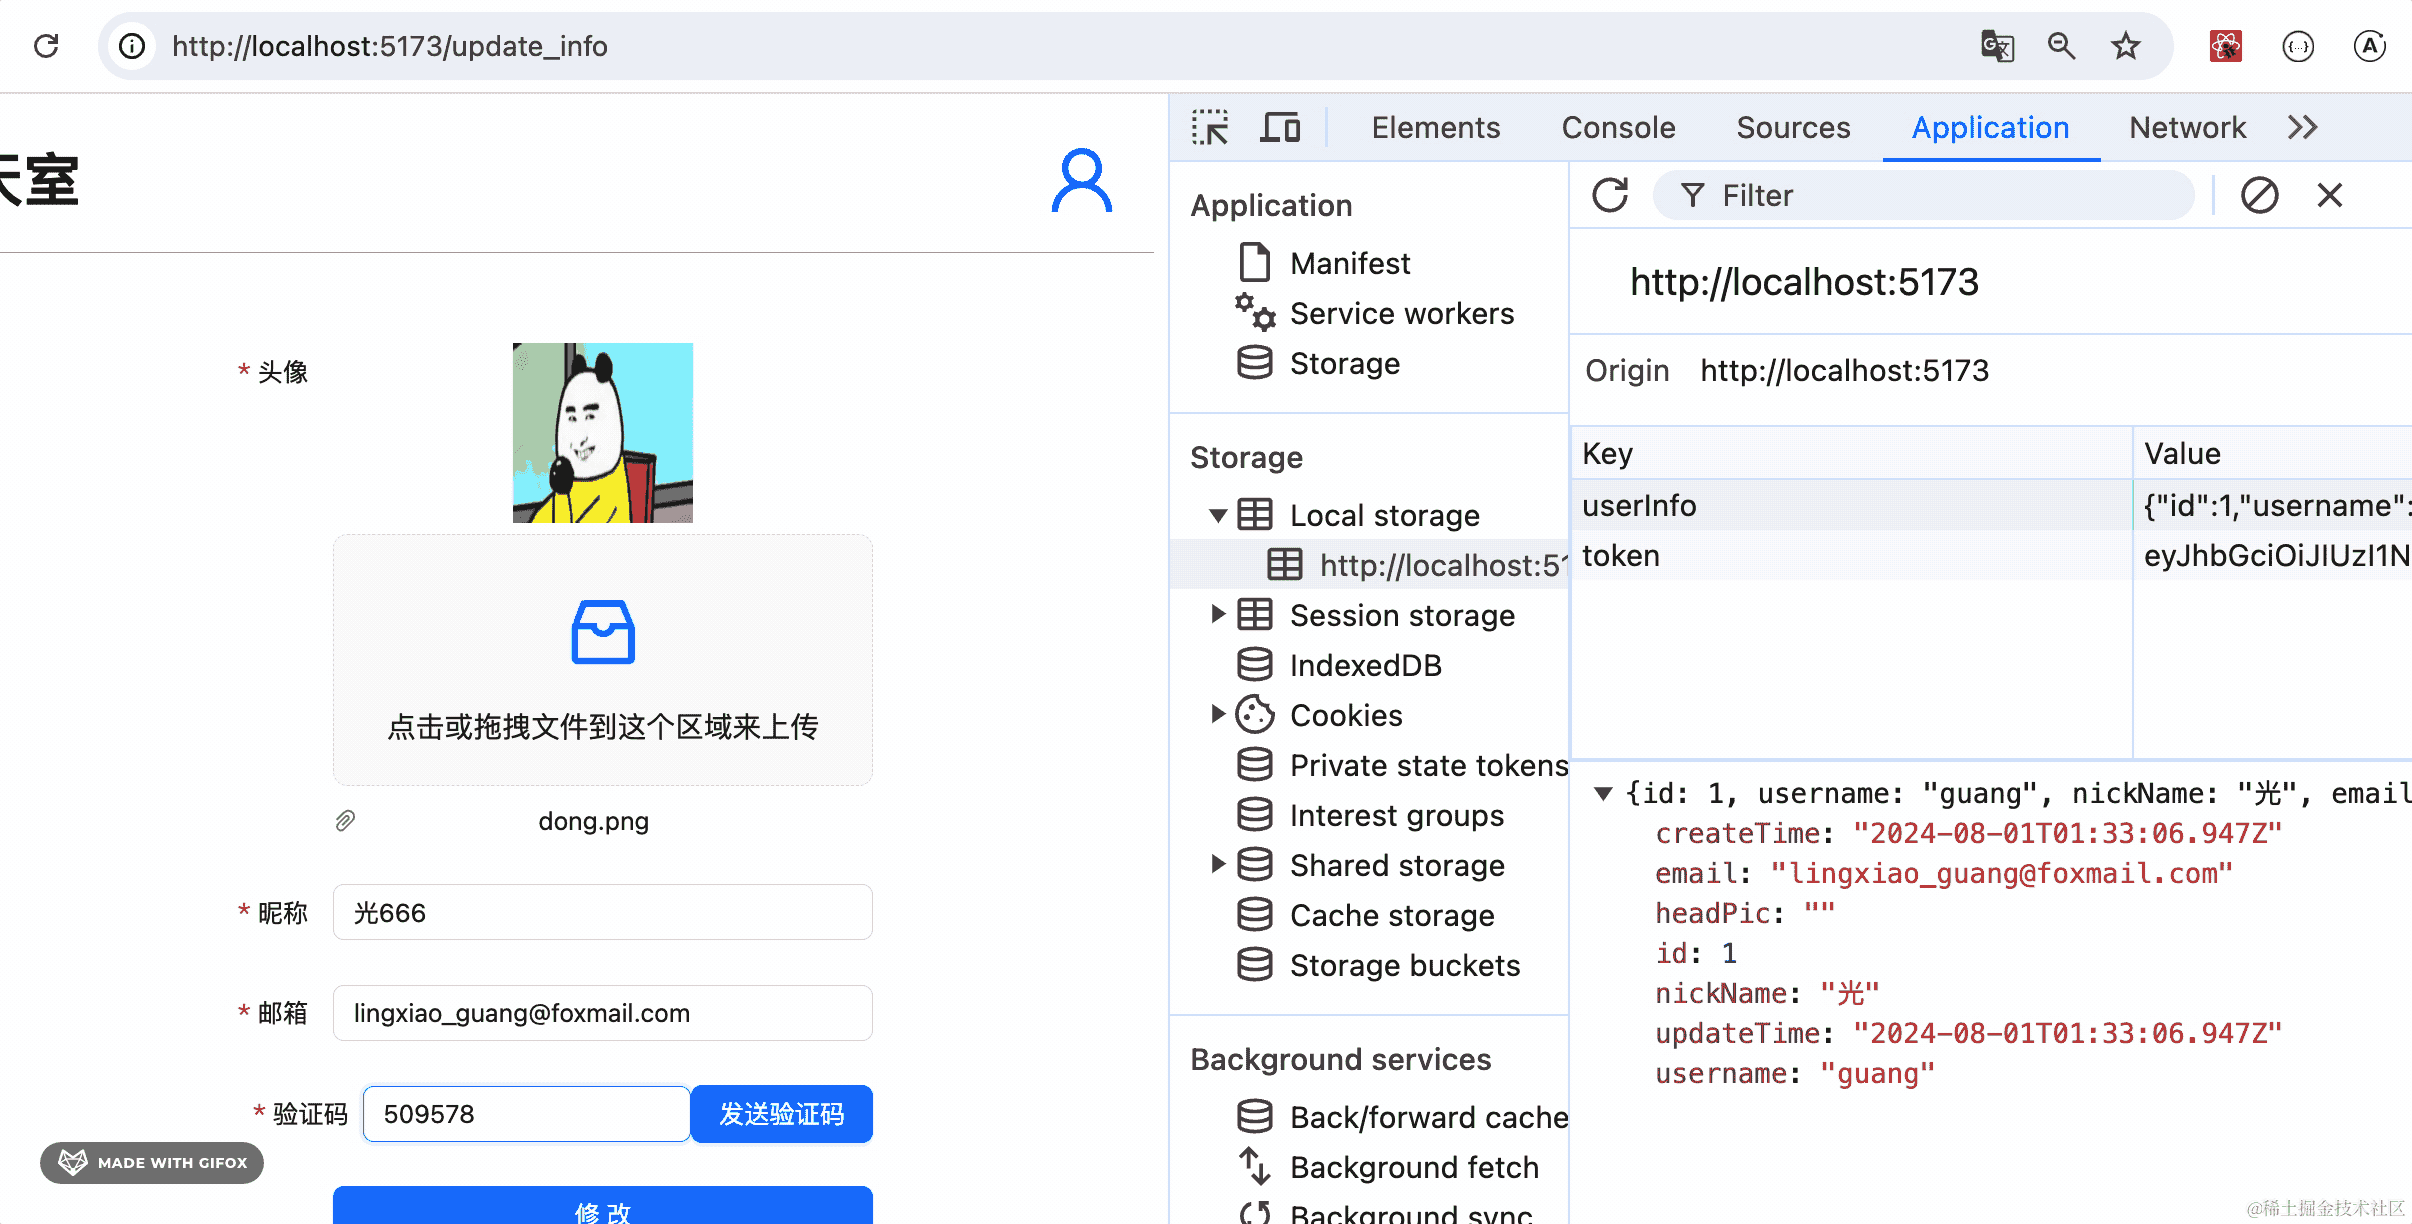 http://localhost:5173/update_info
天室
* 头像
点击或拖拽文件到这个区域来上传
dong.png
* 昵称 光666
* 邮箱 lingxiao_guang@foxmail.com
* 验证码 509578 发送验证码
MADE WITH GIFOX
修 改
Elements Console Sources Application Network
Application
Manifest
Service workers
Storage
Storage
Local storage
http://localhost:51
Session storage
IndexedDB
Cookies
Private state tokens
Interest groups
Shared storage
Cache storage
Storage buckets
Background services
Back/forward cache
Background fetch
Background sync
Filter
http://localhost:5173
Origin http://localhost:5173
Key Value
userInfo {"id":1,"username":
token eyJhbGciOiJIUzI1N
{id: 1, username: "guang", nickName: "光", email
createTime: "2024-08-01T01:33:06.947Z"
email: "lingxiao_guang@foxmail.com"
headPic: ""
id: 1
nickName: "光"
updateTime: "2024-08-01T01:33:06.947Z"
username: "guang"
@稀土掘金技术社区